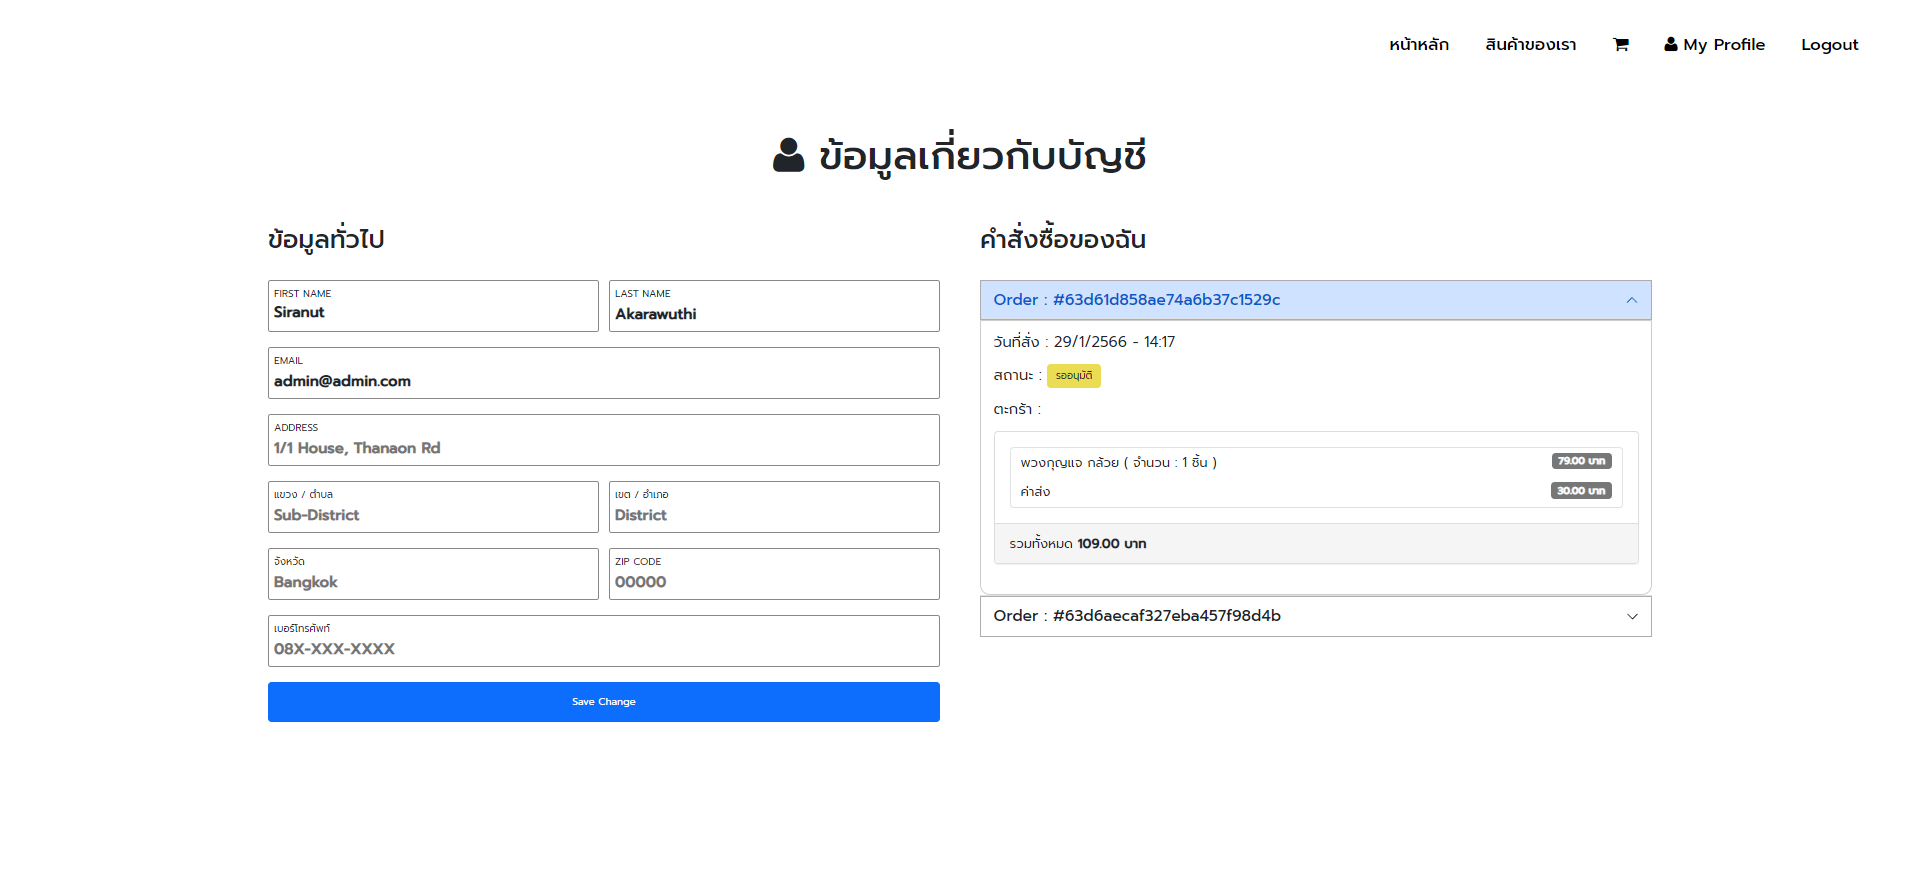 หน้าหลัก สินค้าของเรา My Profile Logout
ข้อมูลเกี่ยวกับบัญชี
ข้อมูลทั่วไป
FIRST NAME
Siranut
LAST NAME
Akarawuthi
EMAIL
admin@admin.com
ADDRESS
1/1 House, Thanaon Rd
แขวง / ตำบล
Sub-District
เขต / อำเภอ
District
จังหวัด
Bangkok
ZIP CODE
00000
เบอร์โทรศัพท์
08X-XXX-XXXX
Save Change
คำสั่งซื้อของฉัน
Order : #63d61d858ae74a6b37c1529c
วันที่สั่ง : 29/1/2566 - 14:17
สถานะ : รออนุมัติ
ตะกร้า :
พวงกุญแจ กล้วย ( จำนวน : 1 ชิ้น ) 79.00 บาท
ค่าส่ง 30.00 บาท
รวมทั้งหมด 109.00 บาท
Order : #63d6aecaf327eba457f98d4b